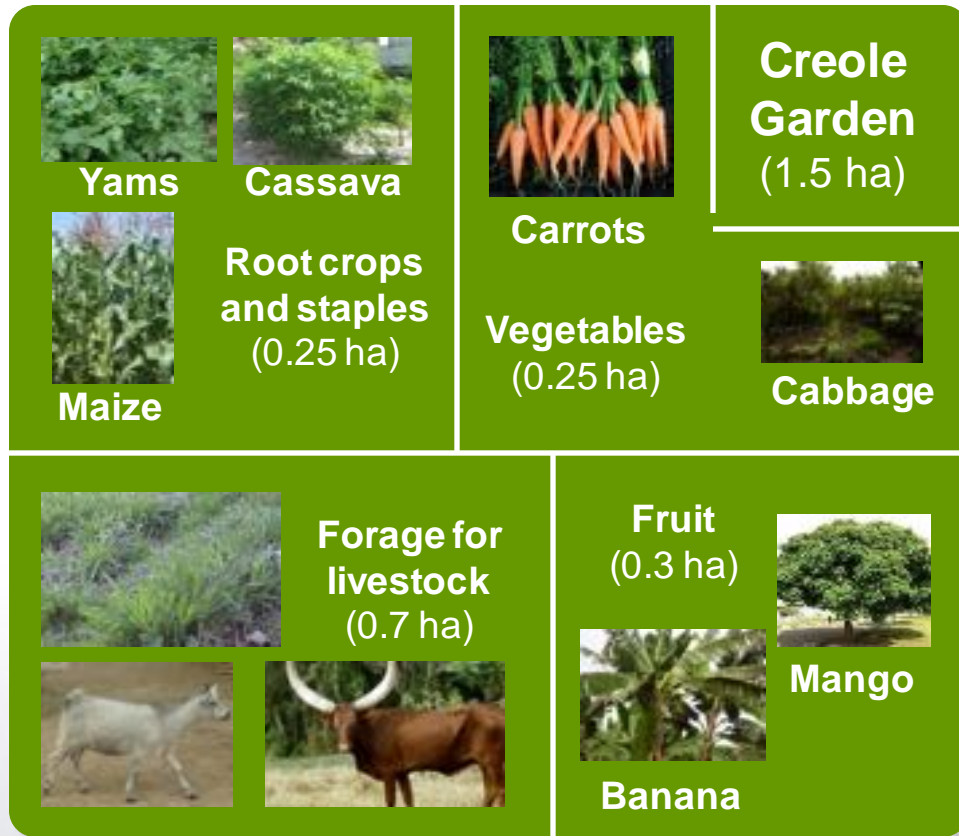 Yams
Cassava
Maize
Root crops
and staples
(0.25 ha)
Carrots
Vegetables
(0.25 ha)
Creole
Garden
(1.5 ha)
Cabbage
Forage for
livestock
(0.7 ha)
Fruit
(0.3 ha)
Mango
Banana